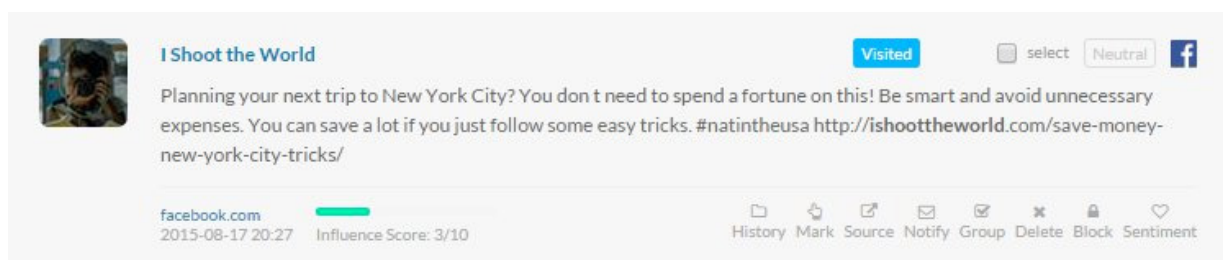 I Shoot the World
Visited
select
Neutral
f
Planning your next trip to New York City? You don t need to spend a fortune on this! Be smart and avoid unnecessary
expenses. You can save a lot if you just follow some easy tricks. #natintheusa http://ishoottheworld.com/save-money-
new-york-city-tricks/
facebook.com
2015-08-17 20:27
Influence Score: 3/10
History
Mark
Source
Notify
Group
Delete
Block
Sentiment